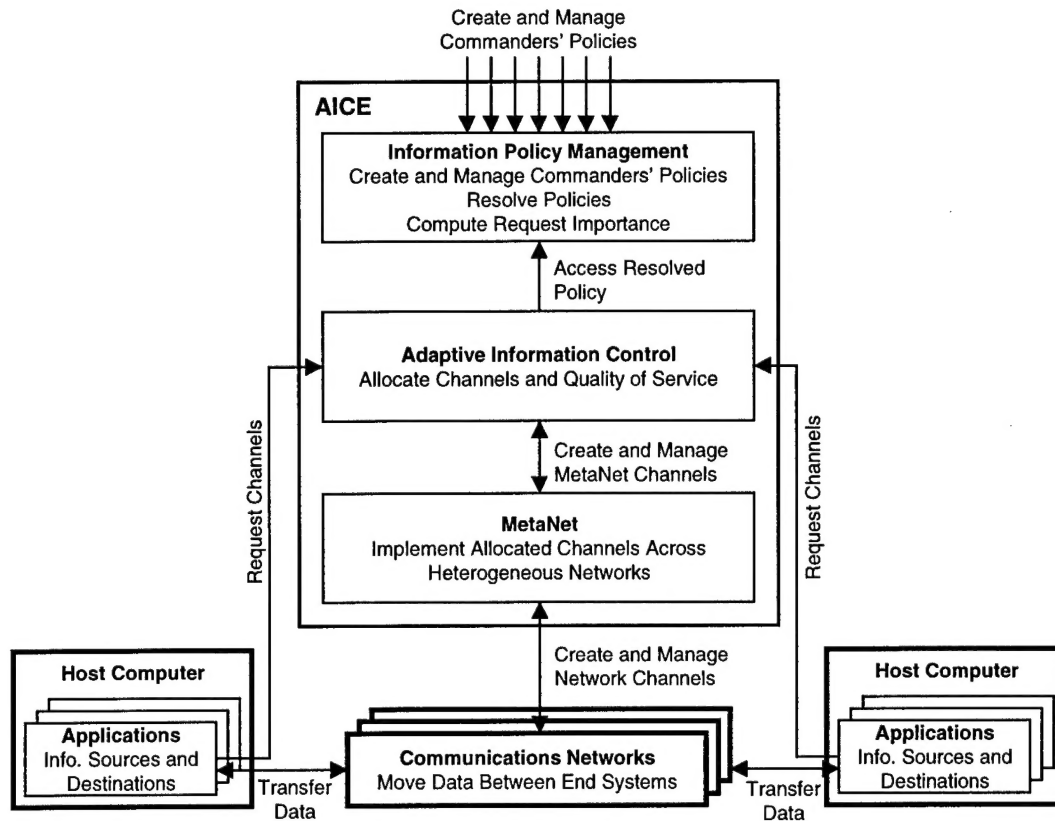 Create and Manage
Commanders' Policies
AICE
Information Policy Management
Create and Manage Commanders' Policies
Resolve Policies
Compute Request Importance
Access Resolved
Policy
Adaptive Information Control
Allocate Channels and Quality of Service
Request Channels
Request Channels
Create and Manage
MetaNet Channels
MetaNet
Implement Allocated Channels Across
Heterogeneous Networks
Create and Manage
Network Channels
Host Computer
Applications
Info. Sources and
Destinations
Transfer
Data
Communications Networks
Move Data Between End Systems
Transfer
Data
Host Computer
Applications
Info. Sources and
Destinations